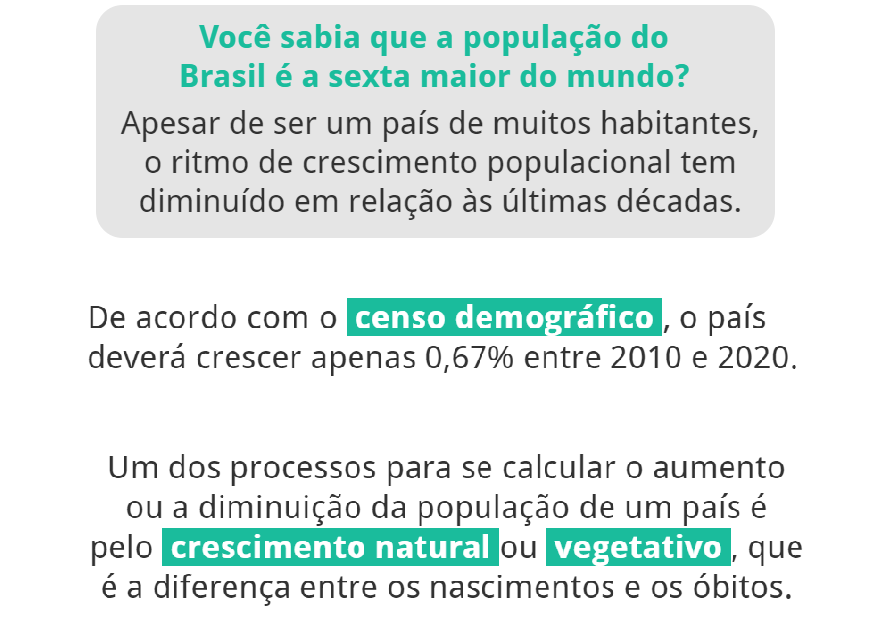 Você sabia que a população do
Brasil é a sexta maior do mundo?
Apesar de ser um país de muitos habitantes,
o ritmo de crescimento populacional tem
diminuído em relação às últimas décadas.
De acordo com o censo demográfico, o país
deverá crescer apenas 0,67% entre 2010 e 2020.
Um dos processos para se calcular o aumento
ou a diminuição da população de um país é
pelo crescimento natural ou vegetativo, que
é a diferença entre os nascimentos e os óbitos.